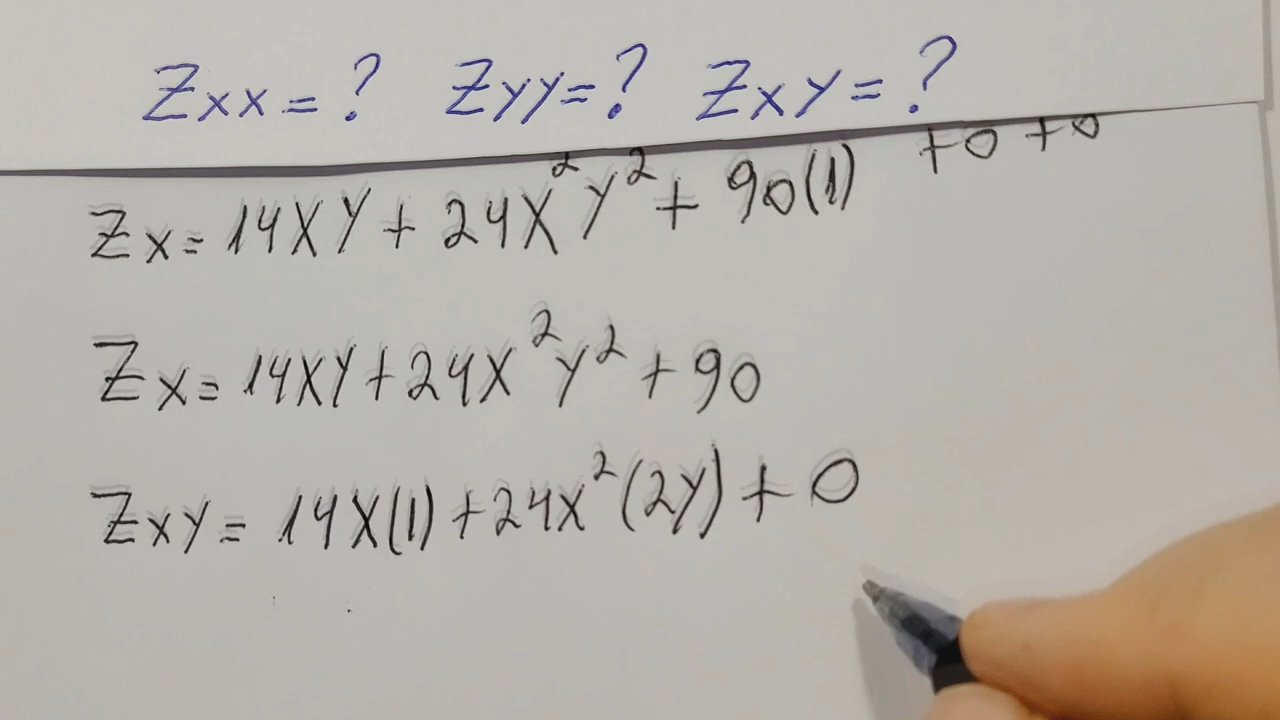 Zxx = ? Zyy = ? Zxy = ?
Zx = 14xy + 24x²y² + 90(1) + 0 + 0
Zx = 14xy + 24x²y² + 90
Zxy = 14x(1) + 24x²(2y) + 0